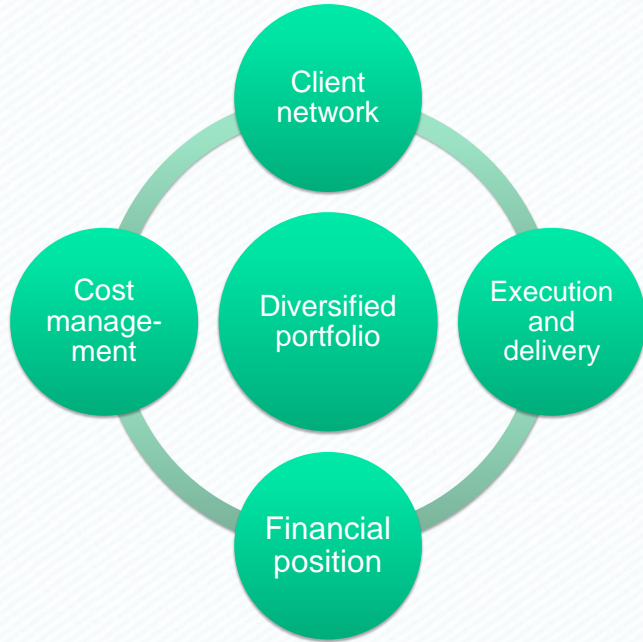 Client
network
Cost
manage-
ment
Diversified
portfolio
Execution
and
delivery
Financial
position